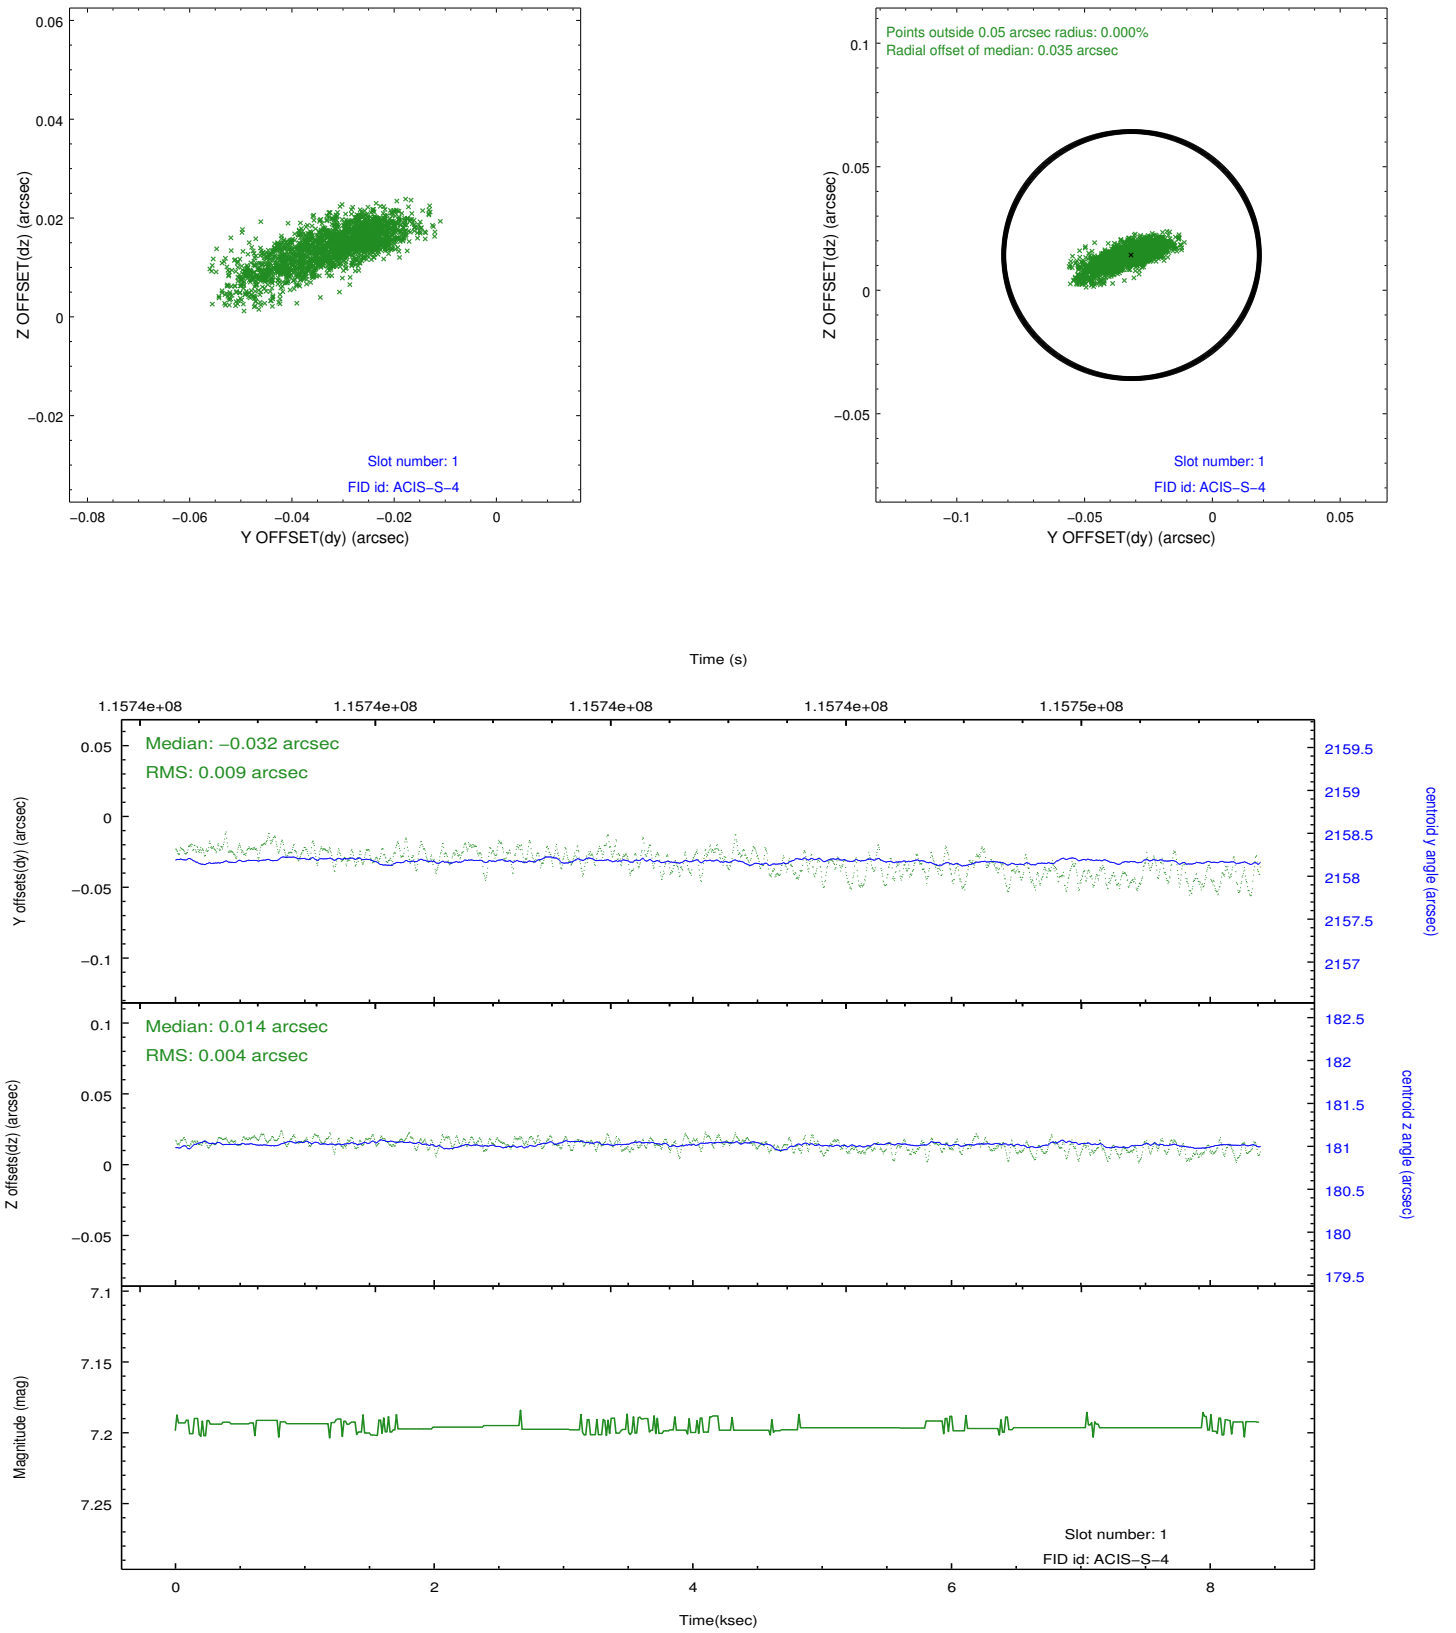 0.06
0.04
0.02
0
−0.02
Z OFFSET(dz) (arcsec)
Slot number: 1
FID id: ACIS−S−4
−0.08
−0.06
−0.04
−0.02
0
Y OFFSET(dy) (arcsec)
Points outside 0.05 arcsec radius: 0.000%
Radial offset of median: 0.035 arcsec
0.1
0.05
0
−0.05
Z OFFSET(dz) (arcsec)
Slot number: 1
FID id: ACIS−S−4
−0.1
−0.05
0
0.05
Y OFFSET(dy) (arcsec)
Time (s)
1.1574e+08
1.1574e+08
1.1574e+08
1.1574e+08
1.1575e+08
Median: −0.032 arcsec
RMS: 0.009 arcsec
0.05
0
−0.05
−0.1
Y offsets(dy) (arcsec)
2159.5
2159
2158.5
2158
2157.5
2157
centroid y angle (arcsec)
Median: 0.014 arcsec
RMS: 0.004 arcsec
0.1
0.05
0
−0.05
Z offsets(dz) (arcsec)
182.5
182
181.5
181
180.5
180
179.5
centroid z angle (arcsec)
7.1
7.15
7.2
7.25
Magnitude (mag)
Slot number: 1
FID id: ACIS−S−4
0
2
4
6
8
Time(ksec)